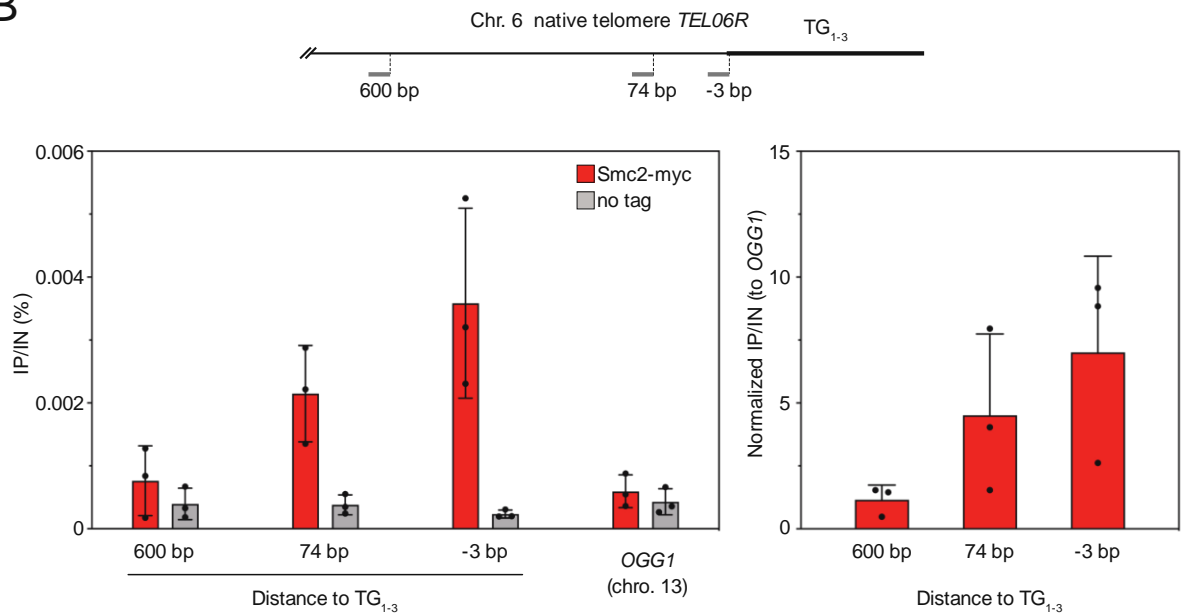 B
Chr. 6 native telomere TEL06R
TG1-3
600 bp
74 bp
-3 bp
0.006
0.004
0.002
0
IP/IN (%)
Smc2-myc
no tag
600 bp
74 bp
-3 bp
OGG1
(chro. 13)
Distance to TG1-3
15
10
5
0
Normalized IP/IN (to OGG1)
600 bp
74 bp
-3 bp
Distance to TG1-3